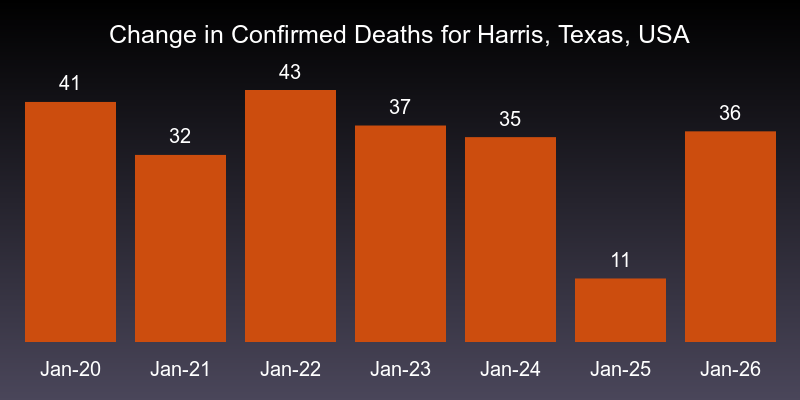 Change in Confirmed Deaths for Harris, Texas, USA
41
32
43
37
35
11
36
Jan-20
Jan-21
Jan-22
Jan-23
Jan-24
Jan-25
Jan-26